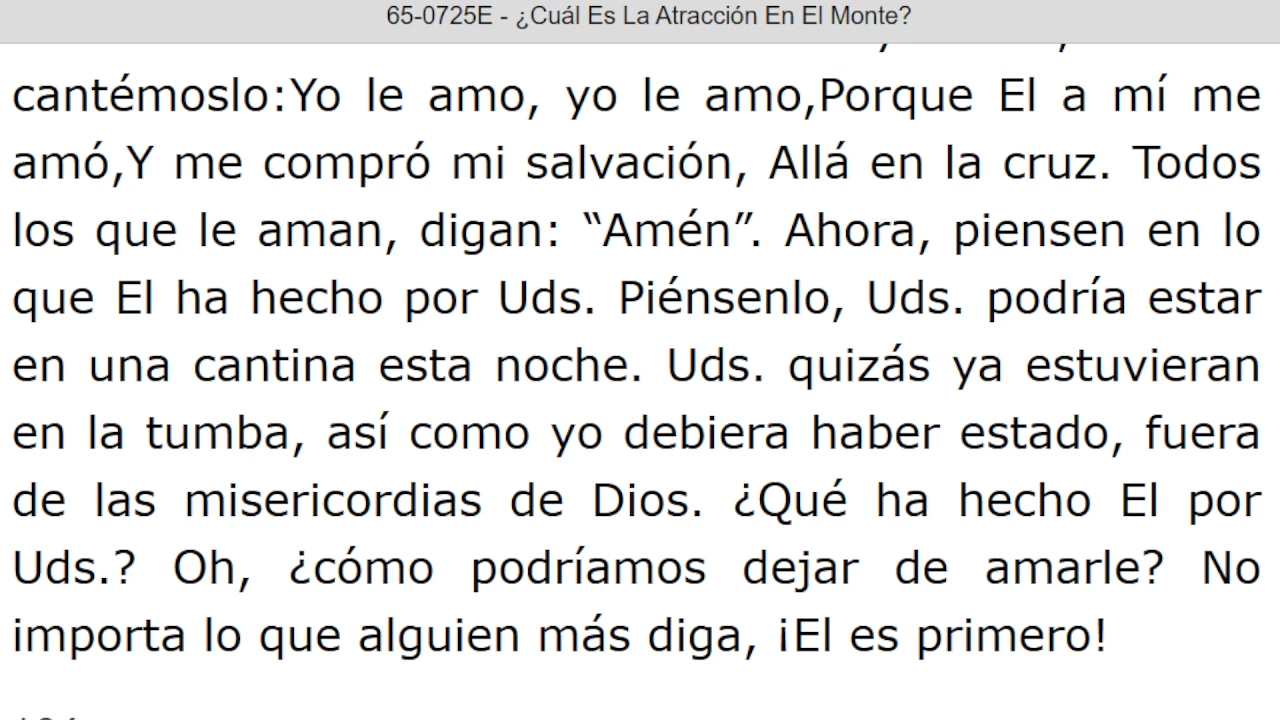 65-0725E - ¿Cuál Es La Atracción En El Monte?
cantémoslo:Yo le amo, yo le amo,Porque El a mí me
amó,Y me compró mi salvación, Allá en la cruz. Todos
los que le aman, digan: “Amén”. Ahora, piensen en lo
que El ha hecho por Uds. Piénsenlo, Uds. podría estar
en una cantina esta noche. Uds. quizás ya estuvieran
en la tumba, así como yo debiera haber estado, fuera
de las misericordias de Dios. ¿Qué ha hecho El por
Uds.? Oh, ¿cómo podríamos dejar de amarle? No
importa lo que alguien más diga, ¡El es primero!